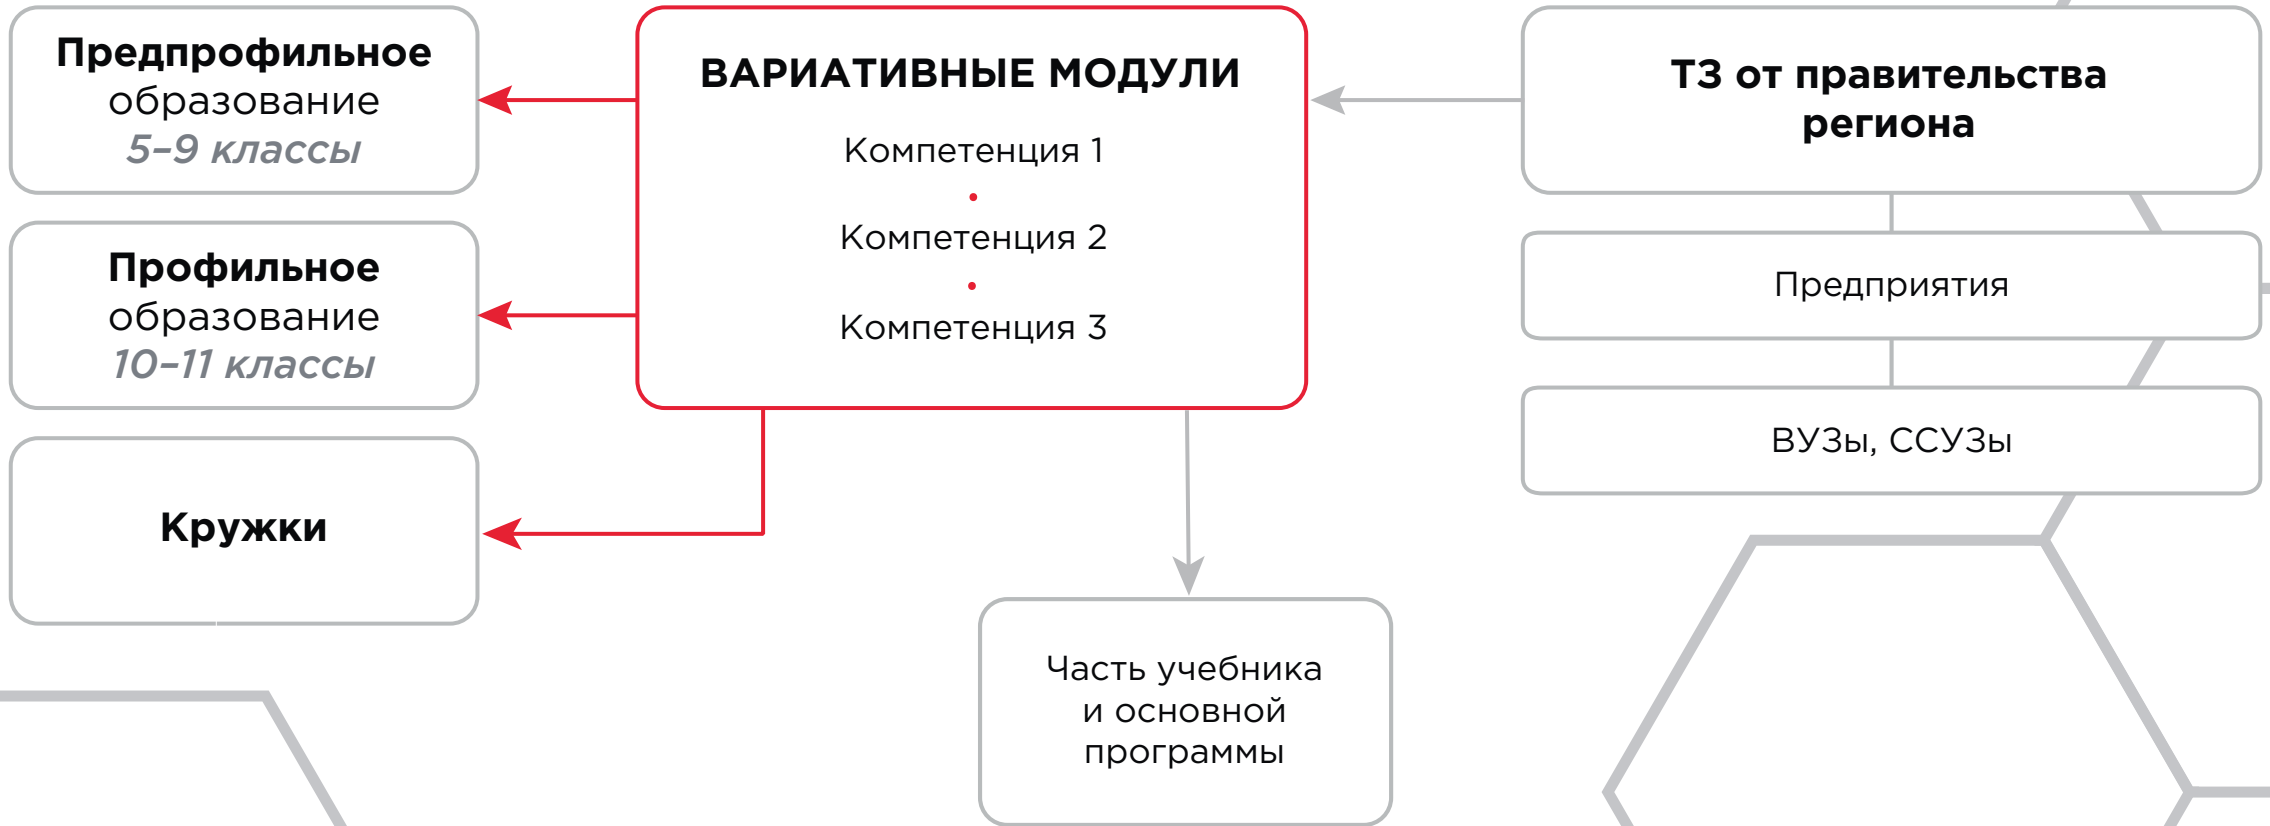 Предпрофильное
образование
5–9 классы
Профильное
образование
10–11 классы
Кружки
ВАРИАТИВНЫЕ МОДУЛИ
Компетенция 1
Компетенция 2
Компетенция 3
Часть учебника
и основной
программы
ТЗ от правительства
региона
Предприятия
ВУЗы, ССУЗы